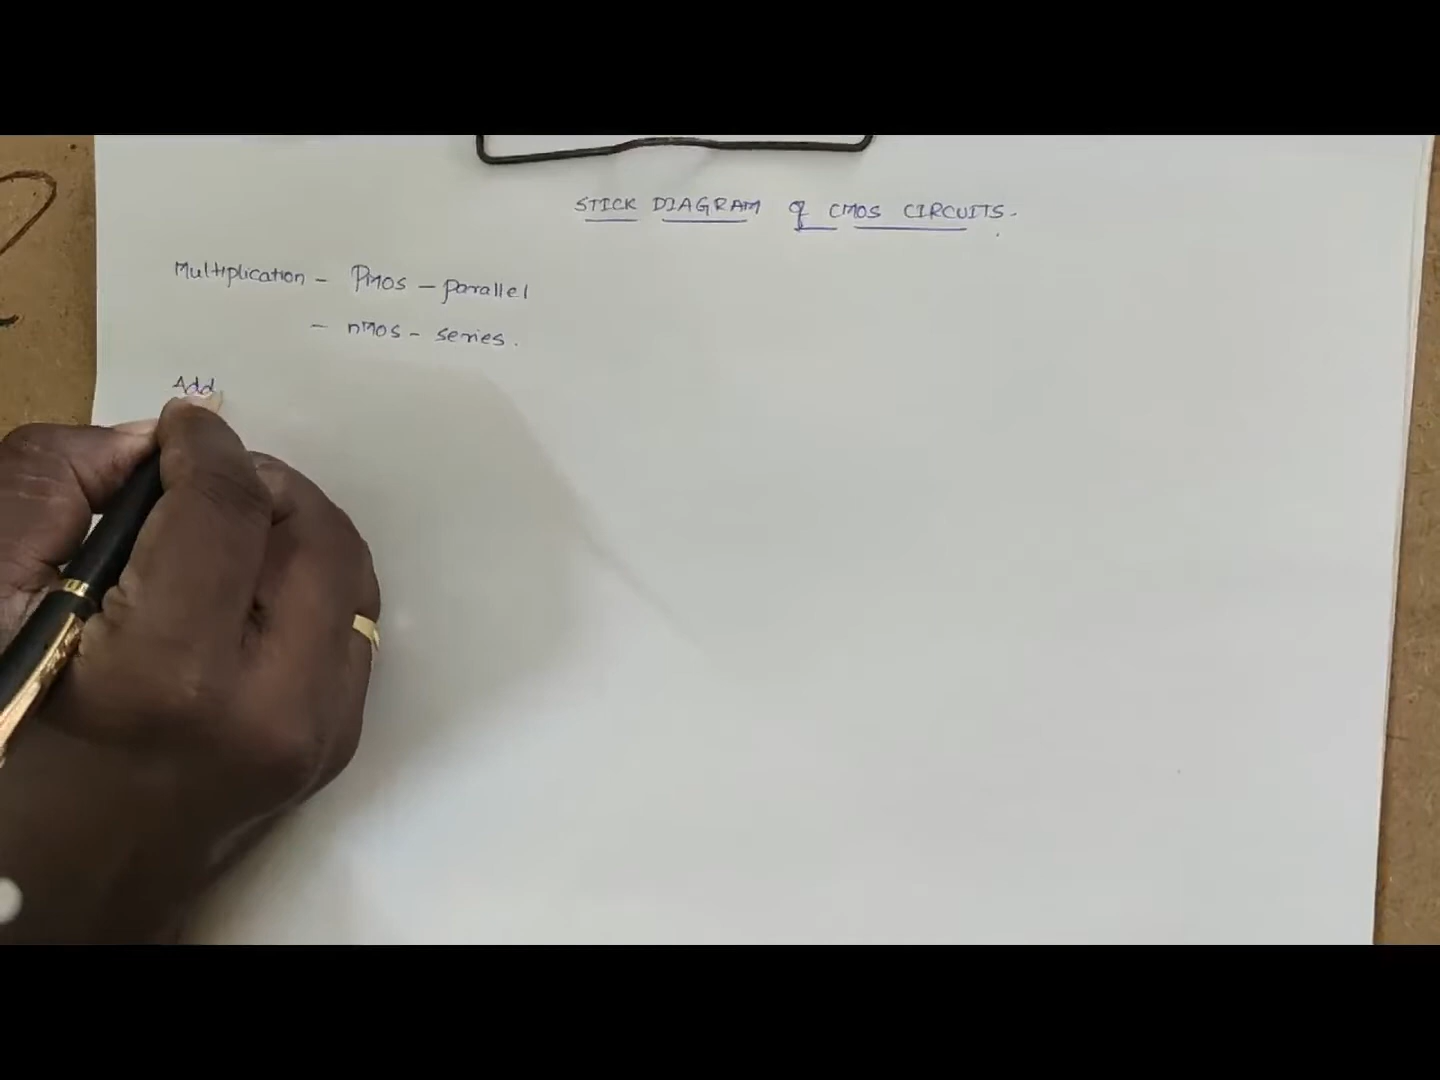 STICK DIAGRAM of CMOS CIRCUITS.
Multiplication - PMOS - parallel
- nMOS - series.
Add